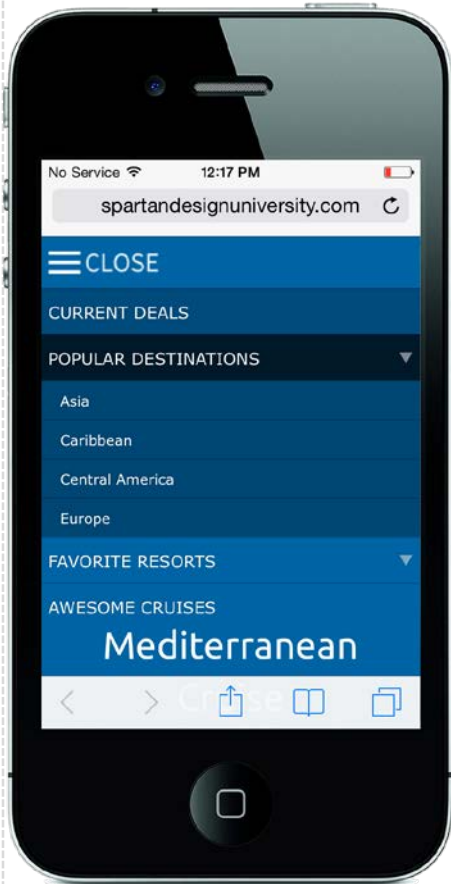 No Service 12:17 PM
spartandesignuniversity.com
CLOSE
CURRENT DEALS
POPULAR DESTINATIONS
Asia
Caribbean
Central America
Europe
FAVORITE RESORTS
AWESOME CRUISES
Mediterranean
Cruise